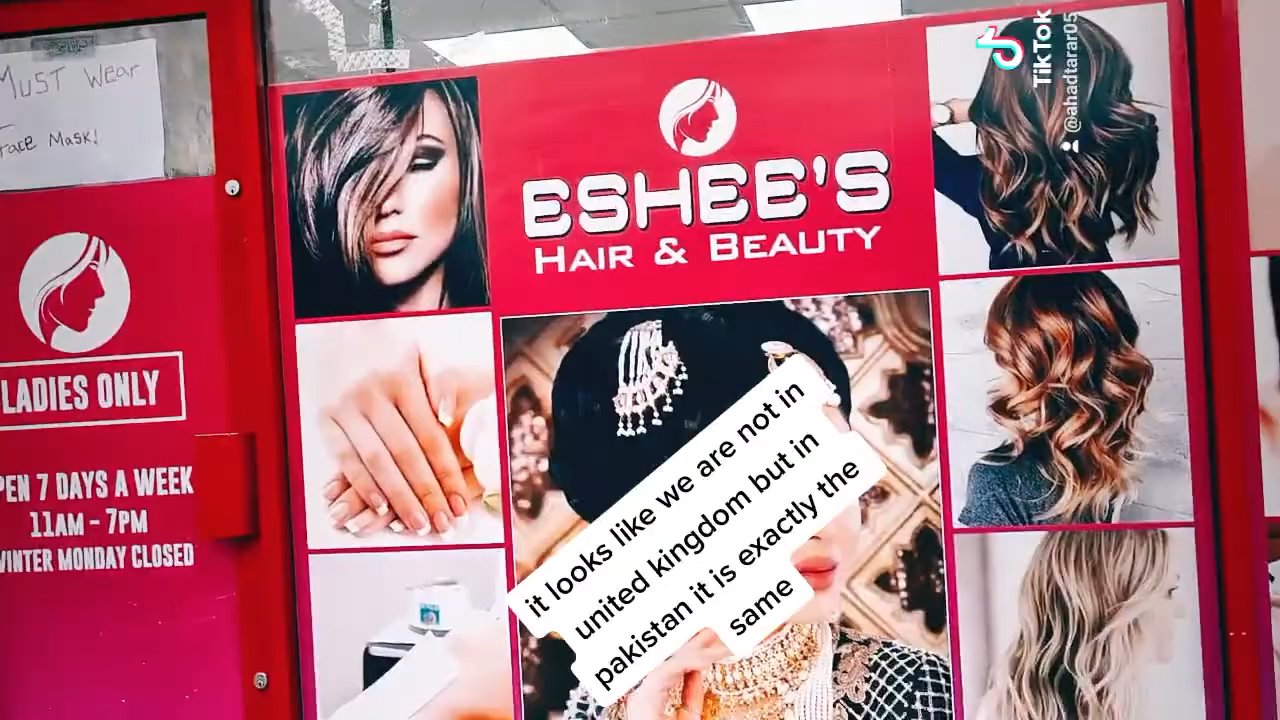 MUST Wear
Face Mask!
LADIES ONLY
PEN 7 DAYS A WEEK
11AM - 7PM
WINTER MONDAY CLOSED
ESHEE'S
HAIR & BEAUTY
it looks like we are not in
united kingdom but in
pakistan it is exactly the
same
TikTok
@ahadtarar05